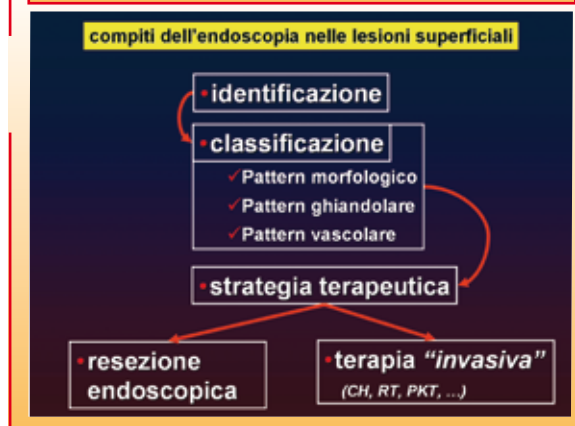 compiti dell'endoscopia nelle lesioni superficiali
•identificazione
•classificazione
✓Pattern morfologico
✓Pattern ghiandolare
✓Pattern vascolare
•strategia terapeutica
•resezione
endoscopica
•terapia “invasiva”
(CH, RT, PKT, ...)